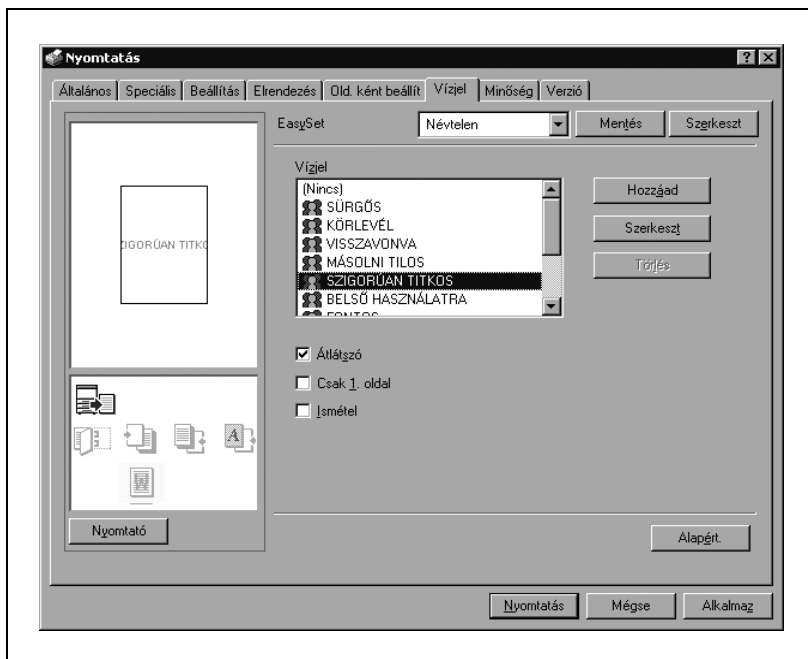 Nyomtatás
Általános Speciális Beállítás Elrendezés Old. ként beállít Vízjel Minőség Verzió
EasySet Névtelen Mentés Szerkeszt
Vízjel
(Nincs)
SÜRGŐS
KÖRLEVÉL
VISSZAVONVA
MÁSOLNI TILOS
SZIGORÚAN TITKOS
BELSŐ HASZNÁLATRA
FONTOS
Hozzáad
Szerkeszt
Törlés
ZIGORÚAN TITKO
Átlátszó
Csak 1. oldal
Ismétel
A
W
Nyomtató
Alapért.
Nyomtatás Mégse Alkalmaz